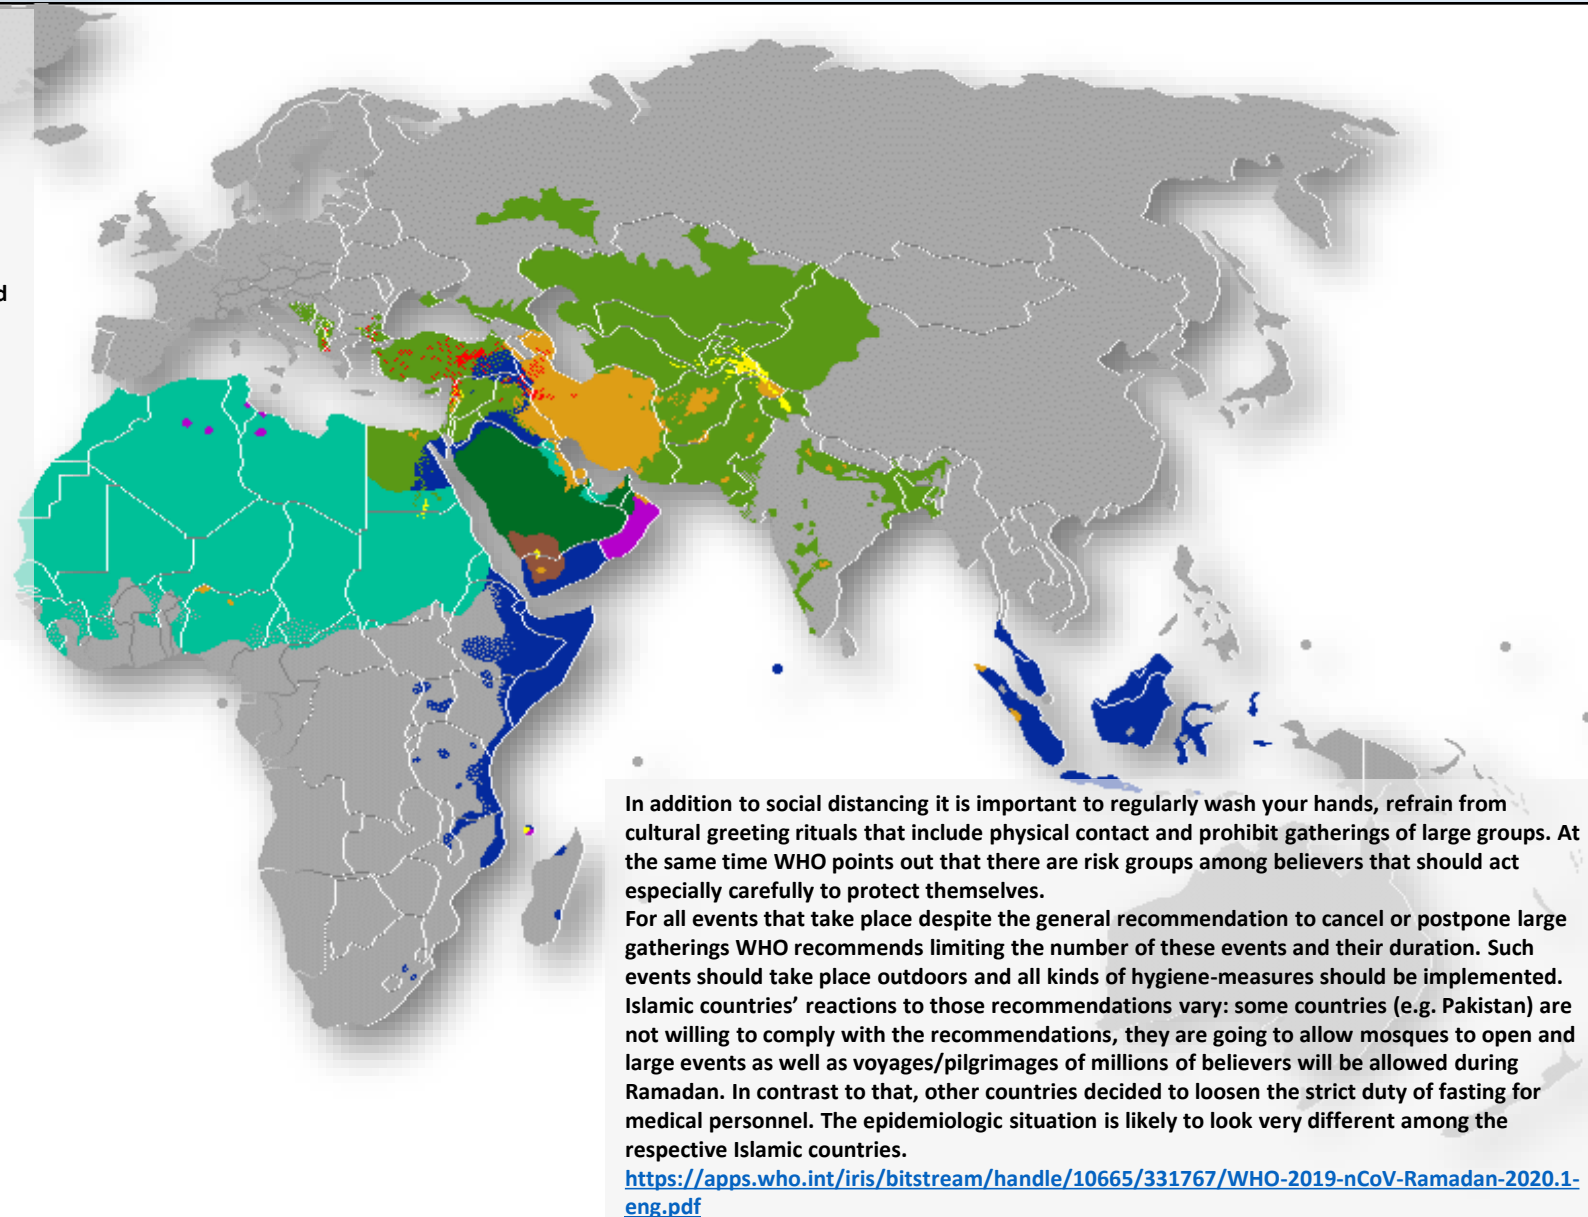 d
In addition to social distancing it is important to regularly wash your hands, refrain from
cultural greeting rituals that include physical contact and prohibit gatherings of large groups. At
the same time WHO points out that there are risk groups among believers that should act
especially carefully to protect themselves.
For all events that take place despite the general recommendation to cancel or postpone large
gatherings WHO recommends limiting the number of these events and their duration. Such
events should take place outdoors and all kinds of hygiene-measures should be implemented.
Islamic countries’ reactions to those recommendations vary: some countries (e.g. Pakistan) are
not willing to comply with the recommendations, they are going to allow mosques to open and
large events as well as voyages/pilgrimages of millions of believers will be allowed during
Ramadan. In contrast to that, other countries decided to loosen the strict duty of fasting for
medical personnel. The epidemiologic situation is likely to look very different among the
respective Islamic countries.
https://apps.who.int/iris/bitstream/handle/10665/331767/WHO-2019-nCoV-Ramadan-2020.1-
eng.pdf